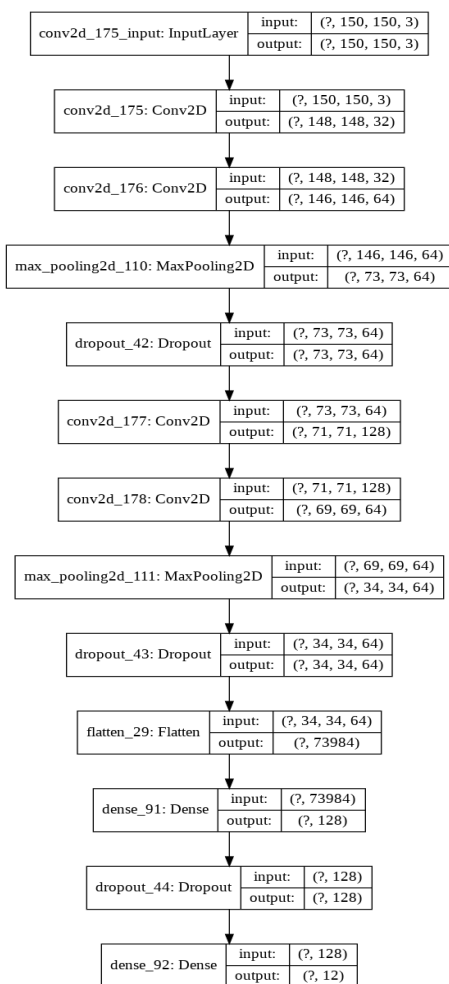 conv2d_175_input: InputLayer
input: (?, 150, 150, 3)
output: (?, 150, 150, 3)
conv2d_175: Conv2D
input: (?, 150, 150, 3)
output: (?, 148, 148, 32)
conv2d_176: Conv2D
input: (?, 148, 148, 32)
output: (?, 146, 146, 64)
max_pooling2d_110: MaxPooling2D
input: (?, 146, 146, 64)
output: (?, 73, 73, 64)
dropout_42: Dropout
input: (?, 73, 73, 64)
output: (?, 73, 73, 64)
conv2d_177: Conv2D
input: (?, 73, 73, 64)
output: (?, 71, 71, 128)
conv2d_178: Conv2D
input: (?, 71, 71, 128)
output: (?, 69, 69, 64)
max_pooling2d_111: MaxPooling2D
input: (?, 69, 69, 64)
output: (?, 34, 34, 64)
dropout_43: Dropout
input: (?, 34, 34, 64)
output: (?, 34, 34, 64)
flatten_29: Flatten
input: (?, 34, 34, 64)
output: (?, 73984)
dense_91: Dense
input: (?, 73984)
output: (?, 128)
dropout_44: Dropout
input: (?, 128)
output: (?, 128)
dense_92: Dense
input: (?, 128)
output: (?, 12)